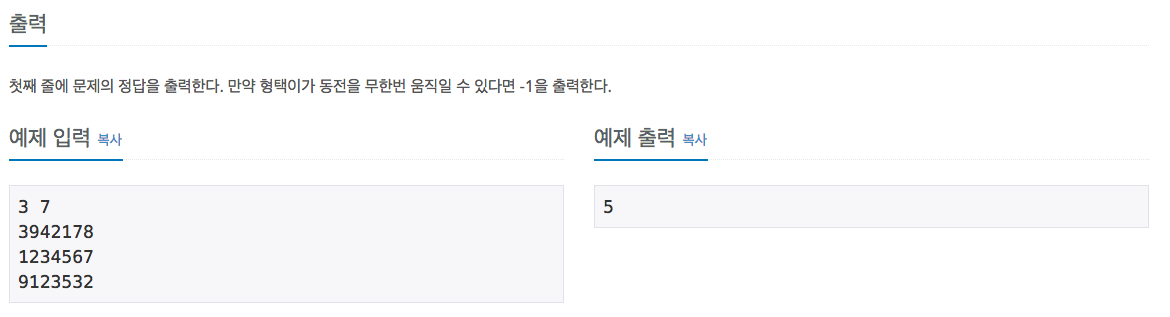 출력
첫째 줄에 문제의 정답을 출력한다. 만약 형택이가 동전을 무한번 움직일 수 있다면 -1을 출력한다.
예제 입력 복사
3 7
3942178
1234567
9123532
예제 출력 복사
5